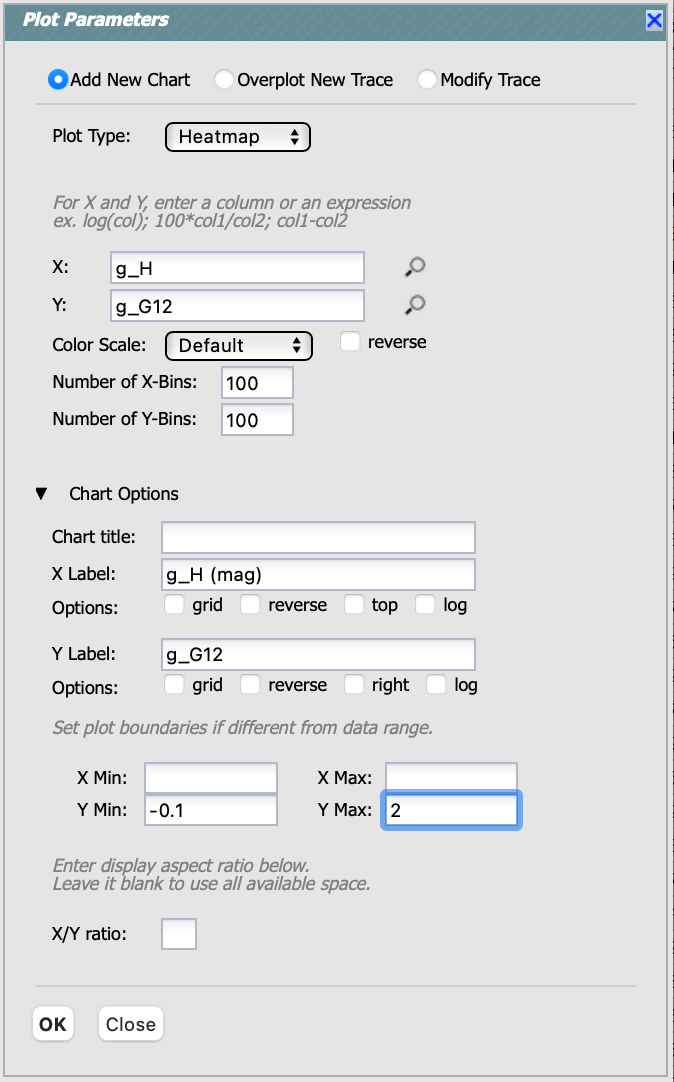 Plot Parameters
Add New Chart Overplot New Trace Modify Trace
Plot Type: Heatmap
For X and Y, enter a column or an expression
ex. log(col); 100*col1/col2; col1-col2
X: g_H
Y: g_G12
Color Scale: Default reverse
Number of X-Bins: 100
Number of Y-Bins: 100
Chart Options
Chart title:
X Label: g_H (mag)
Options: grid reverse top log
Y Label: g_G12
Options: grid reverse right log
Set plot boundaries if different from data range.
X Min: X Max:
Y Min: -0.1 Y Max: 2
Enter display aspect ratio below.
Leave it blank to use all available space.
X/Y ratio:
OK Close